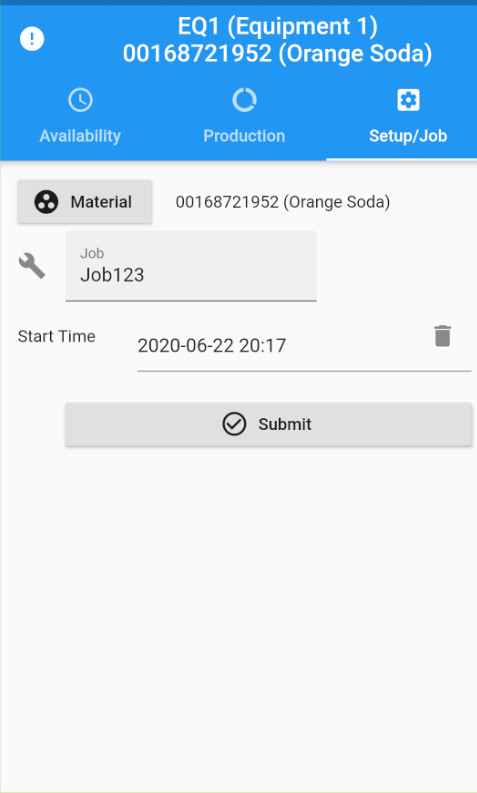 EQ1 (Equipment 1)
00168721952 (Orange Soda)
Availability
Production
Setup/Job
Material
00168721952 (Orange Soda)
Job
Job123
Start Time
2020-06-22 20:17
Submit